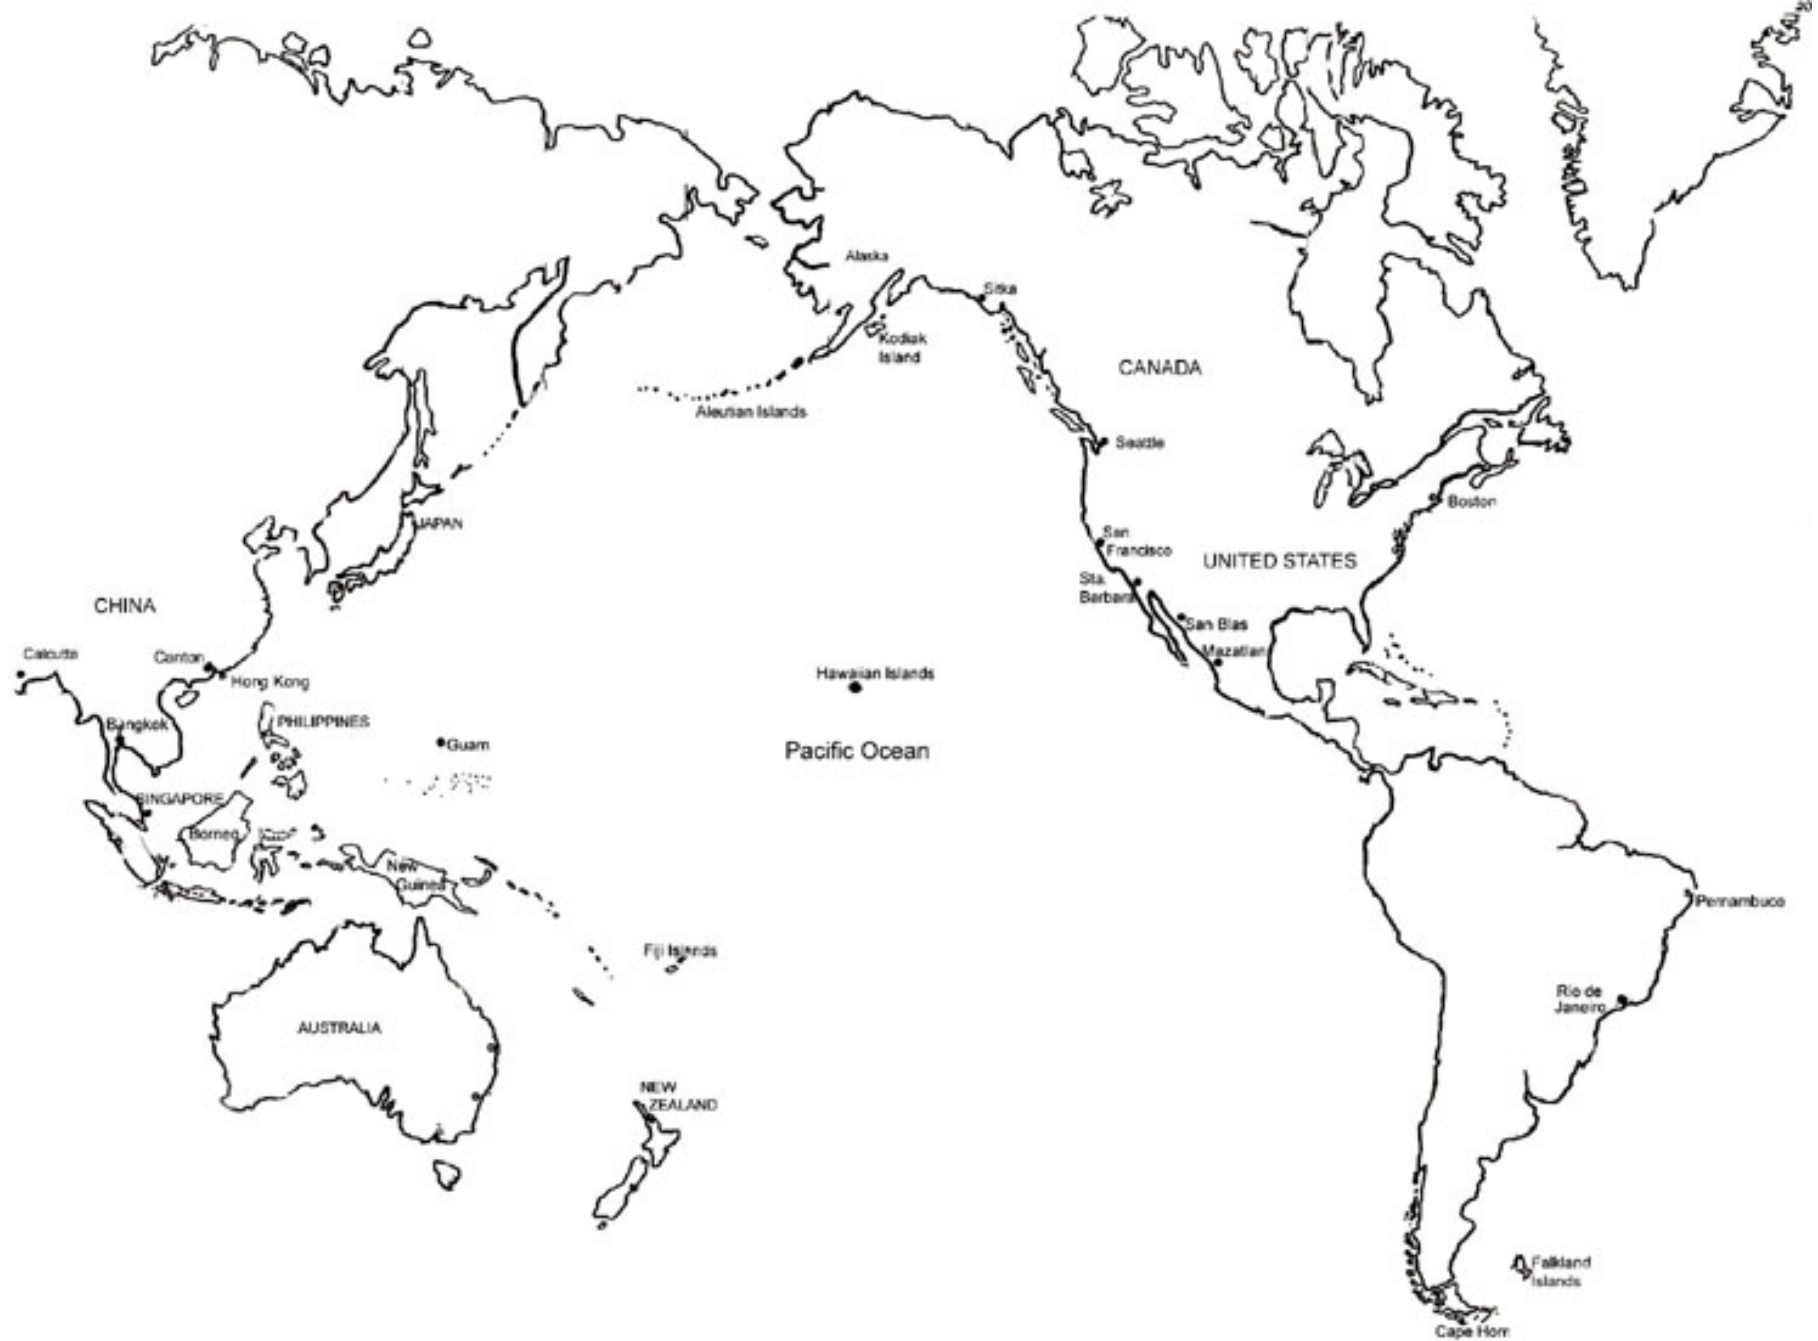 Alaska
Sitka
Kodiak
Island
CANADA
Aleutian Islands
Seattle
Boston
JAPAN
San
Francisco
UNITED STATES
Sta.
Barbara
CHINA
San Blas
Calcutta
Canton
Mazatlan
Hong Kong
Hawaiian Islands
Bangkok
PHILIPPINES
Guam
Pacific Ocean
SINGAPORE
Borneo
New
Guinea
Pernambuco
Fiji Islands
Rio de
Janeiro
AUSTRALIA
NEW
ZEALAND
Falkland
Islands
Cape Horn